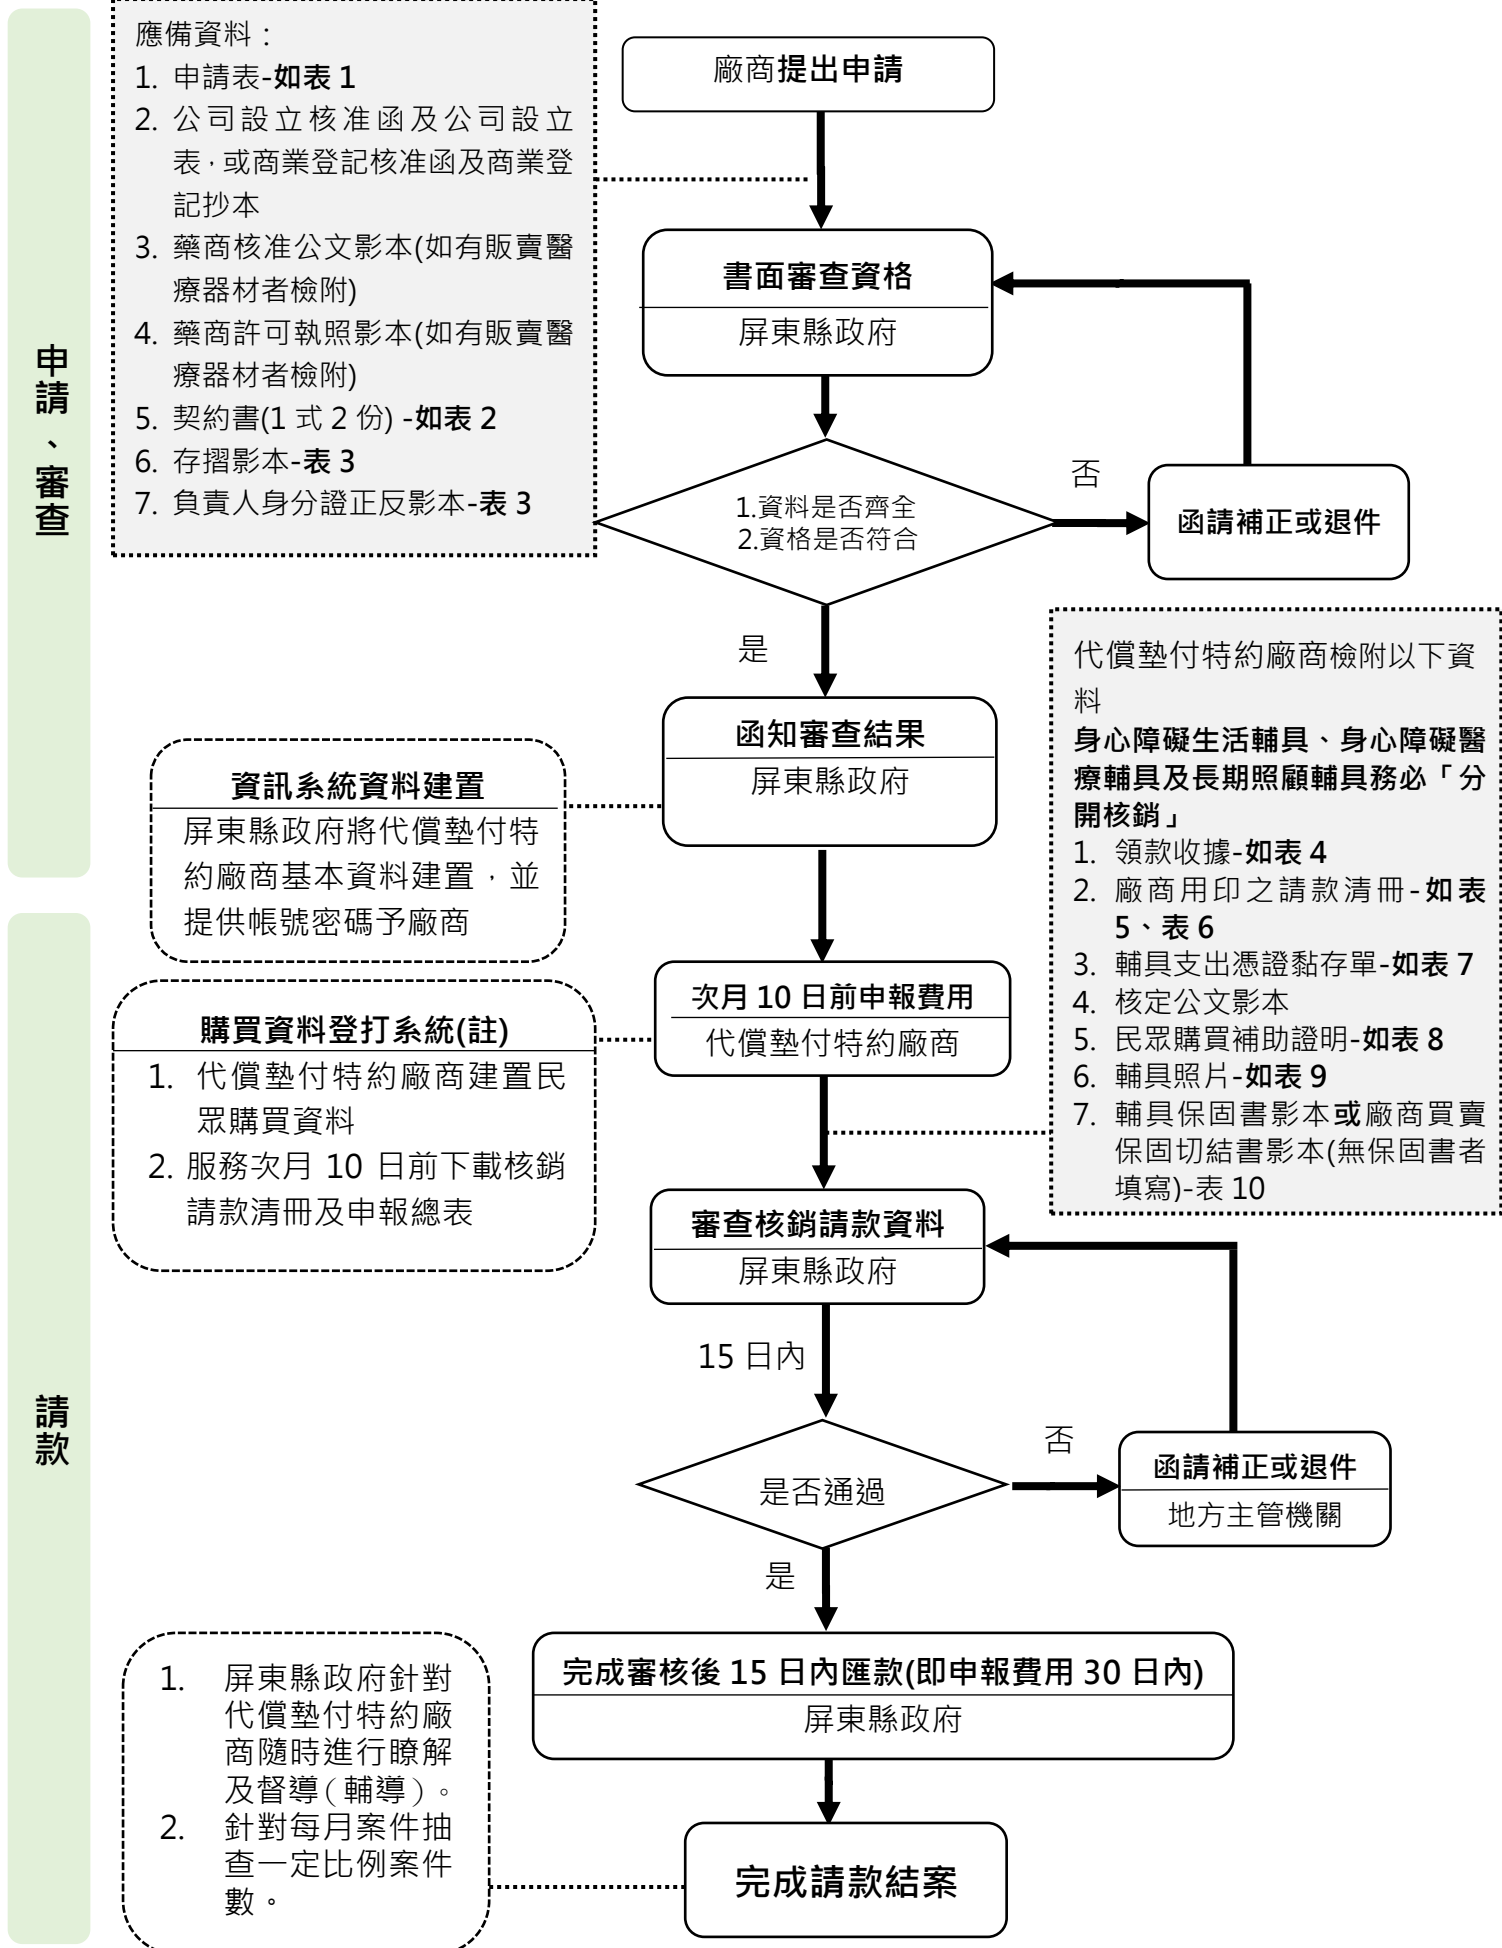 申請、審查
應備資料：
1. 申請表-如表 1
2. 公司設立核准函及公司設立
表，或商業登記核准函及商業登
記抄本
3. 藥商核准公文影本(如有販賣醫
療器材者檢附)
4. 藥商許可執照影本(如有販賣醫
療器材者檢附)
5. 契約書(1 式 2 份) -如表 2
6. 存摺影本-表 3
7. 負責人身分證正反影本-表 3
廠商提出申請
書面審查資格
屏東縣政府
1.資料是否齊全
2.資格是否符合
否
函請補正或退件
是
函知審查結果
屏東縣政府
資訊系統資料建置
屏東縣政府將代償墊付特
約廠商基本資料建置，並
提供帳號密碼予廠商
請款
次月 10 日前申報費用
代償墊付特約廠商
購買資料登打系統(註)
1. 代償墊付特約廠商建置民
眾購買資料
2. 服務次月 10 日前下載核銷
請款清冊及申報總表
代償墊付特約廠商檢附以下資
料
身心障礙生活輔具、身心障礙醫
療輔具及長期照顧輔具務必「分
開核銷」
1. 領款收據-如表 4
2. 廠商用印之請款清冊-如表
5、表 6
3. 輔具支出憑證黏存單-如表 7
4. 核定公文影本
5. 民眾購買補助證明-如表 8
6. 輔具照片-如表 9
7. 輔具保固書影本或廠商買賣
保固切結書影本(無保固書者
填寫)-表 10
審查核銷請款資料
屏東縣政府
15 日內
是否通過
否
函請補正或退件
地方主管機關
是
完成審核後 15 日內匯款(即申報費用 30 日內)
屏東縣政府
1. 屏東縣政府針對
代償墊付特約廠
商隨時進行瞭解
及督導（輔導）。
2. 針對每月案件抽
查一定比例案件
數。
完成請款結案